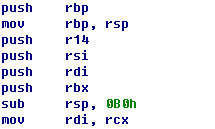 push rbp
mov rbp, rsp
push r14
push rsi
push rdi
push rbx
sub rsp, 0B0h
mov rdi, rcx